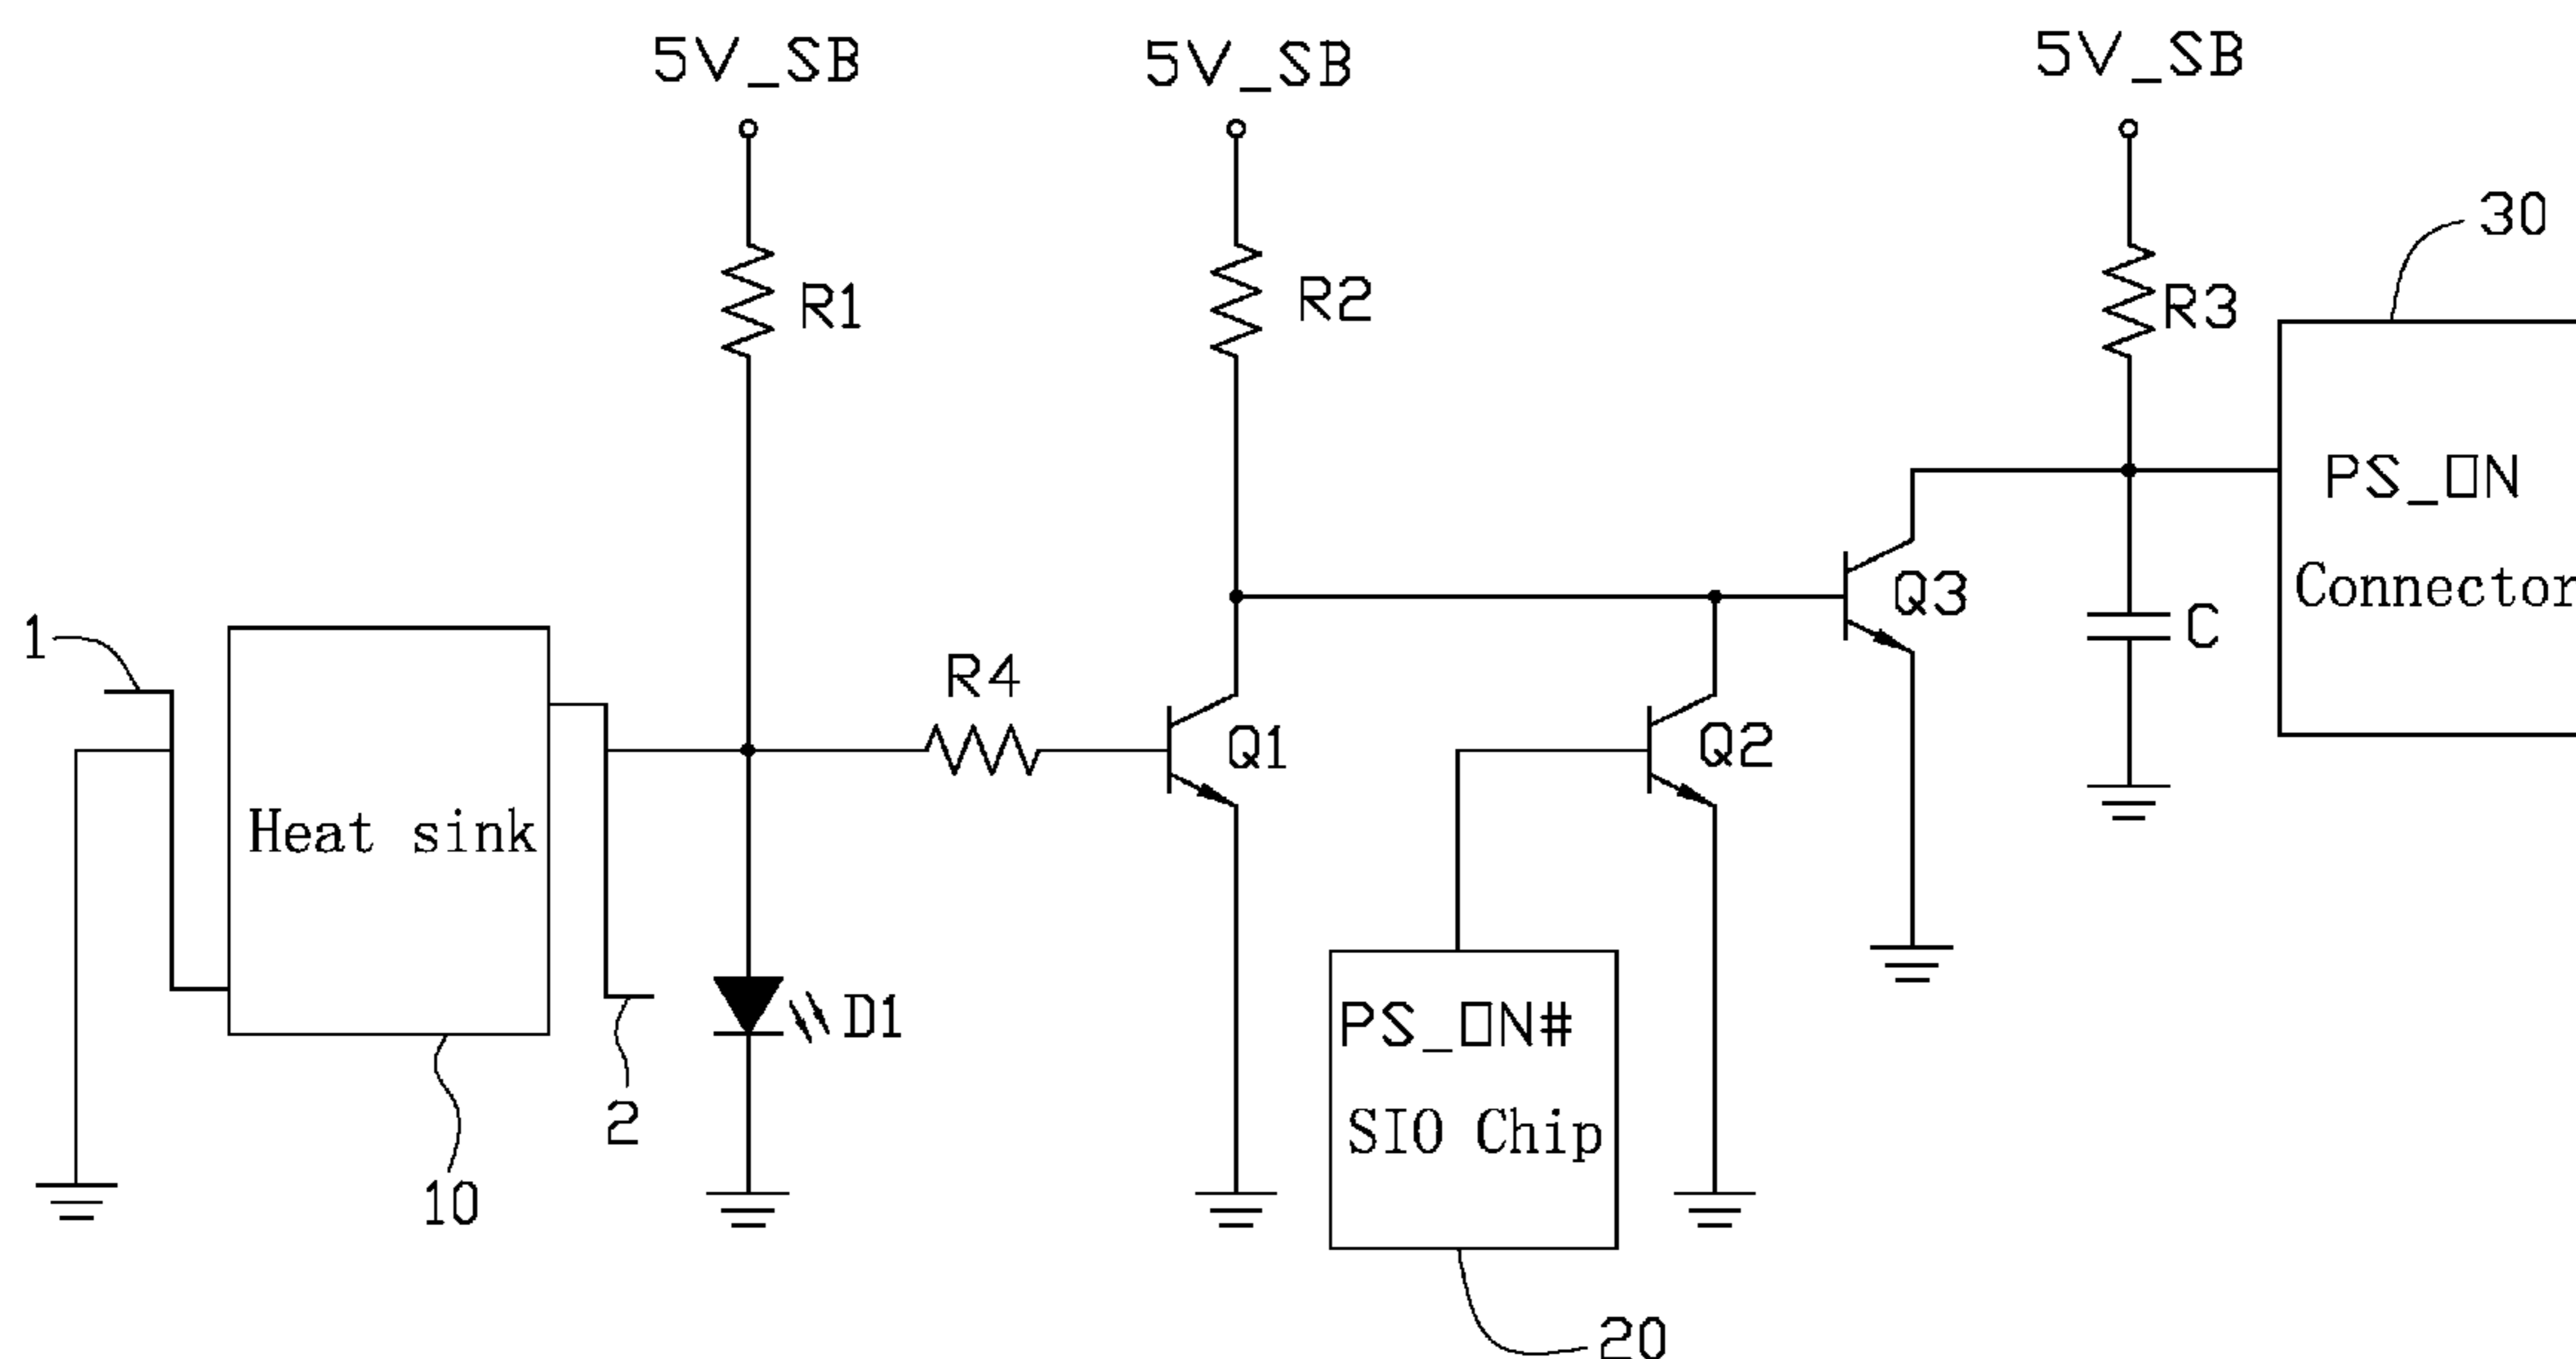 5V_SB
5V_SB
5V_SB
30
R1
R2
R3
PS_ON
Connector
Q3
C
1
R4
Q1
Q2
Heat sink
D1
PS_ON#
SIO Chip
2
10
20